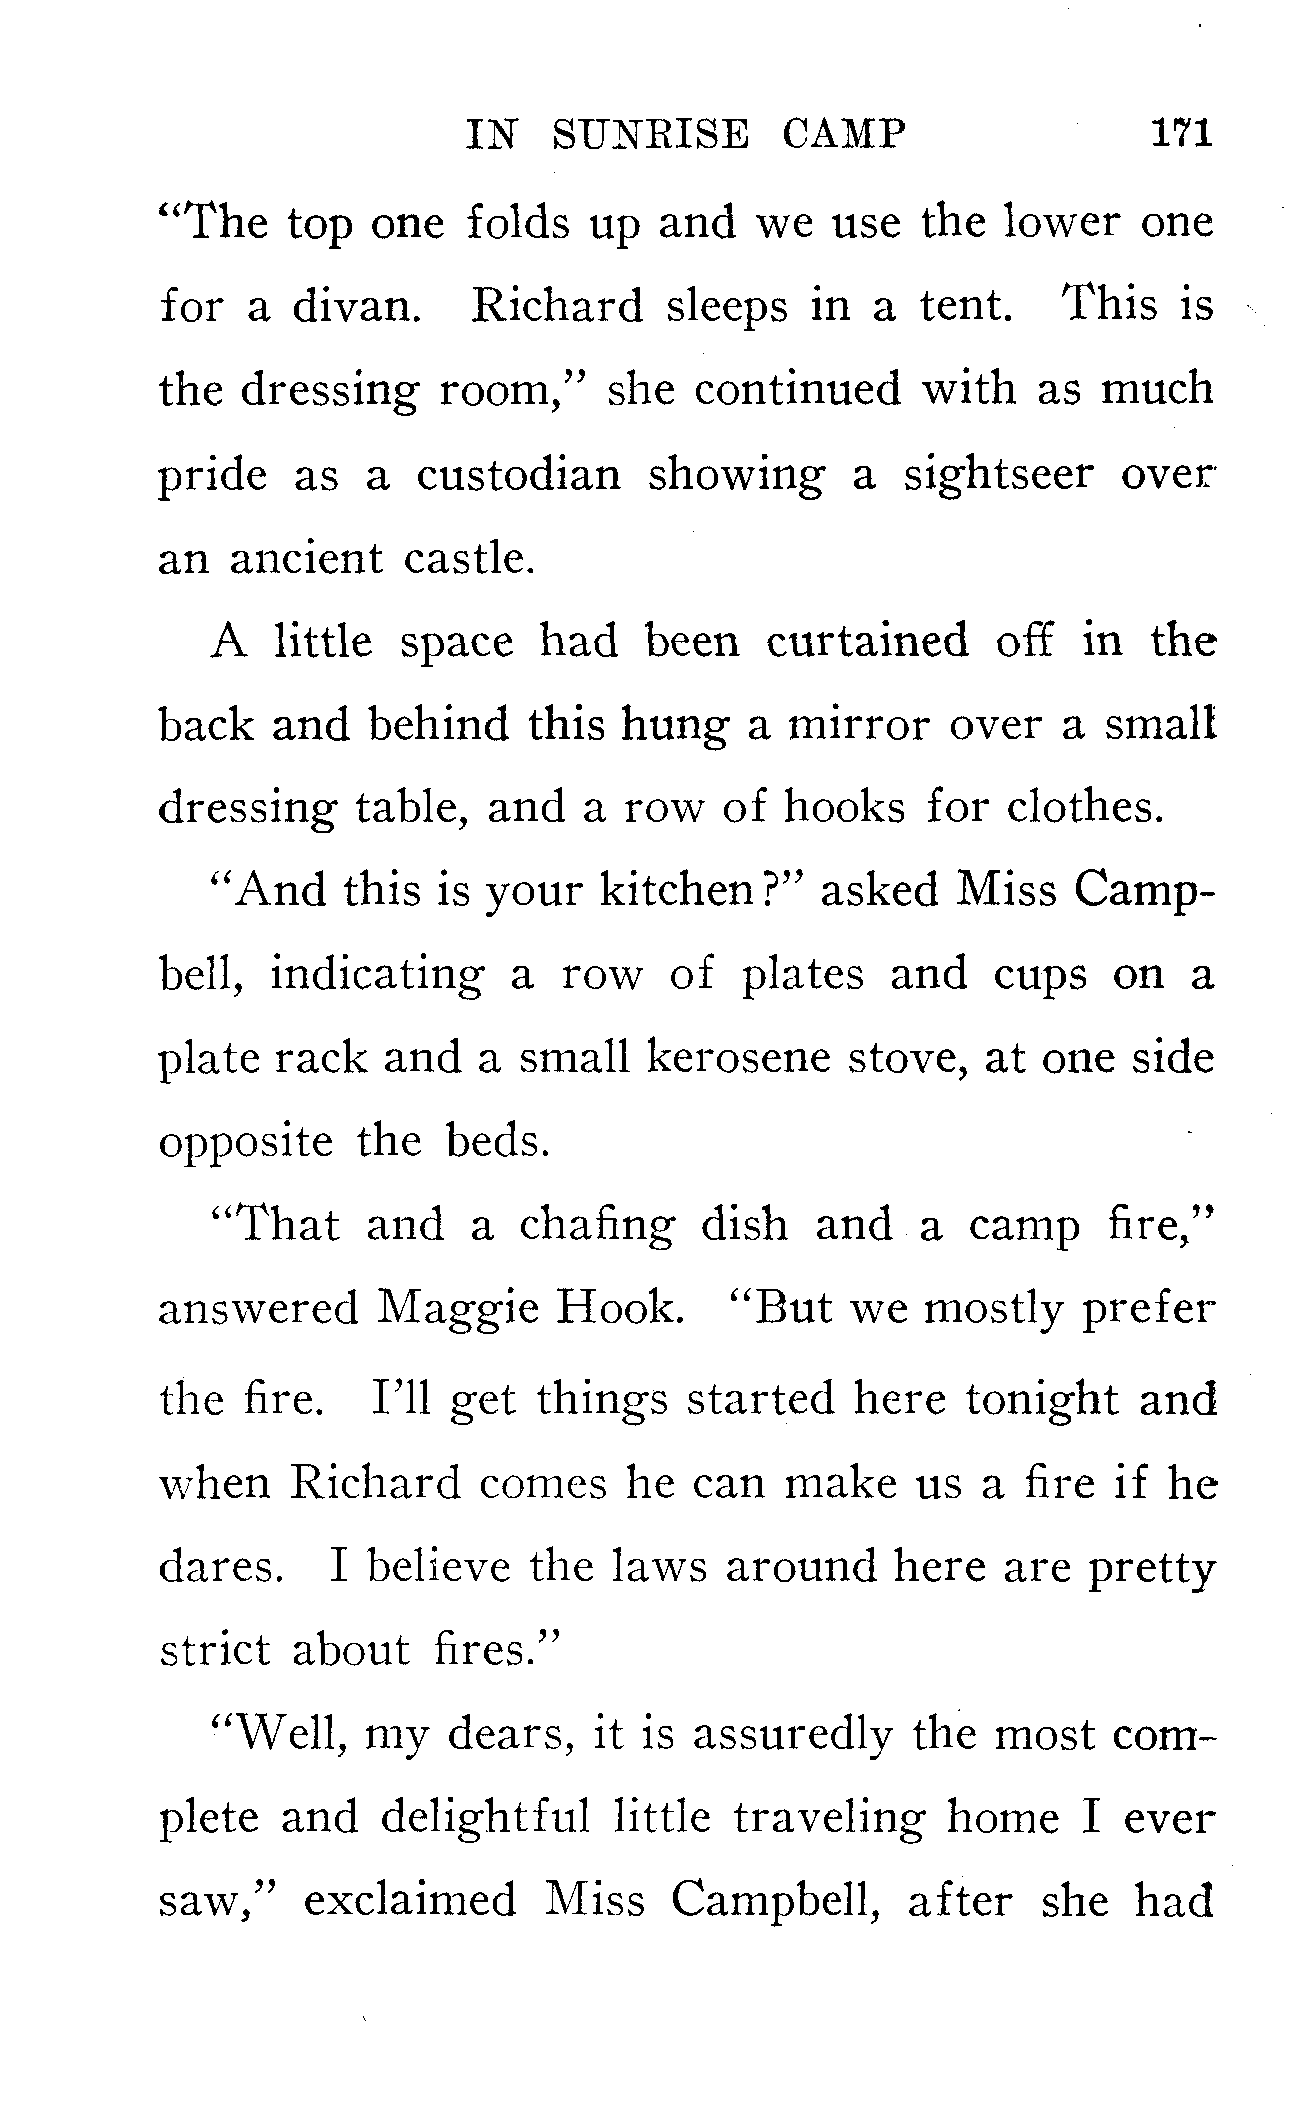 IN SUNRISE CAMP 171
“The top one folds up and we use the lower one
for a divan. Richard sleeps in a tent. This is
the dressing room,” she continued with as much
pride as a custodian showing a sightseer over
an ancient castle.
A little space had been curtained off in the
back and behind this hung a mirror over a small
dressing table, and a row of hooks for clothes.
“And this is your kitchen?” asked Miss Camp-
bell, indicating a row of plates and cups on a
plate rack and a small kerosene stove, at one side
opposite the beds.
“That and a chafing dish and a camp fire,”
answered Maggie Hook. “But we mostly prefer
the fire. I’ll get things started here tonight and
when Richard comes he can make us a fire if he
dares. I believe the laws around here are pretty
strict about fires.”
“Well, my dears, it is assuredly the most com-
plete and delightful little traveling home I ever
saw,” exclaimed Miss Campbell, after she had